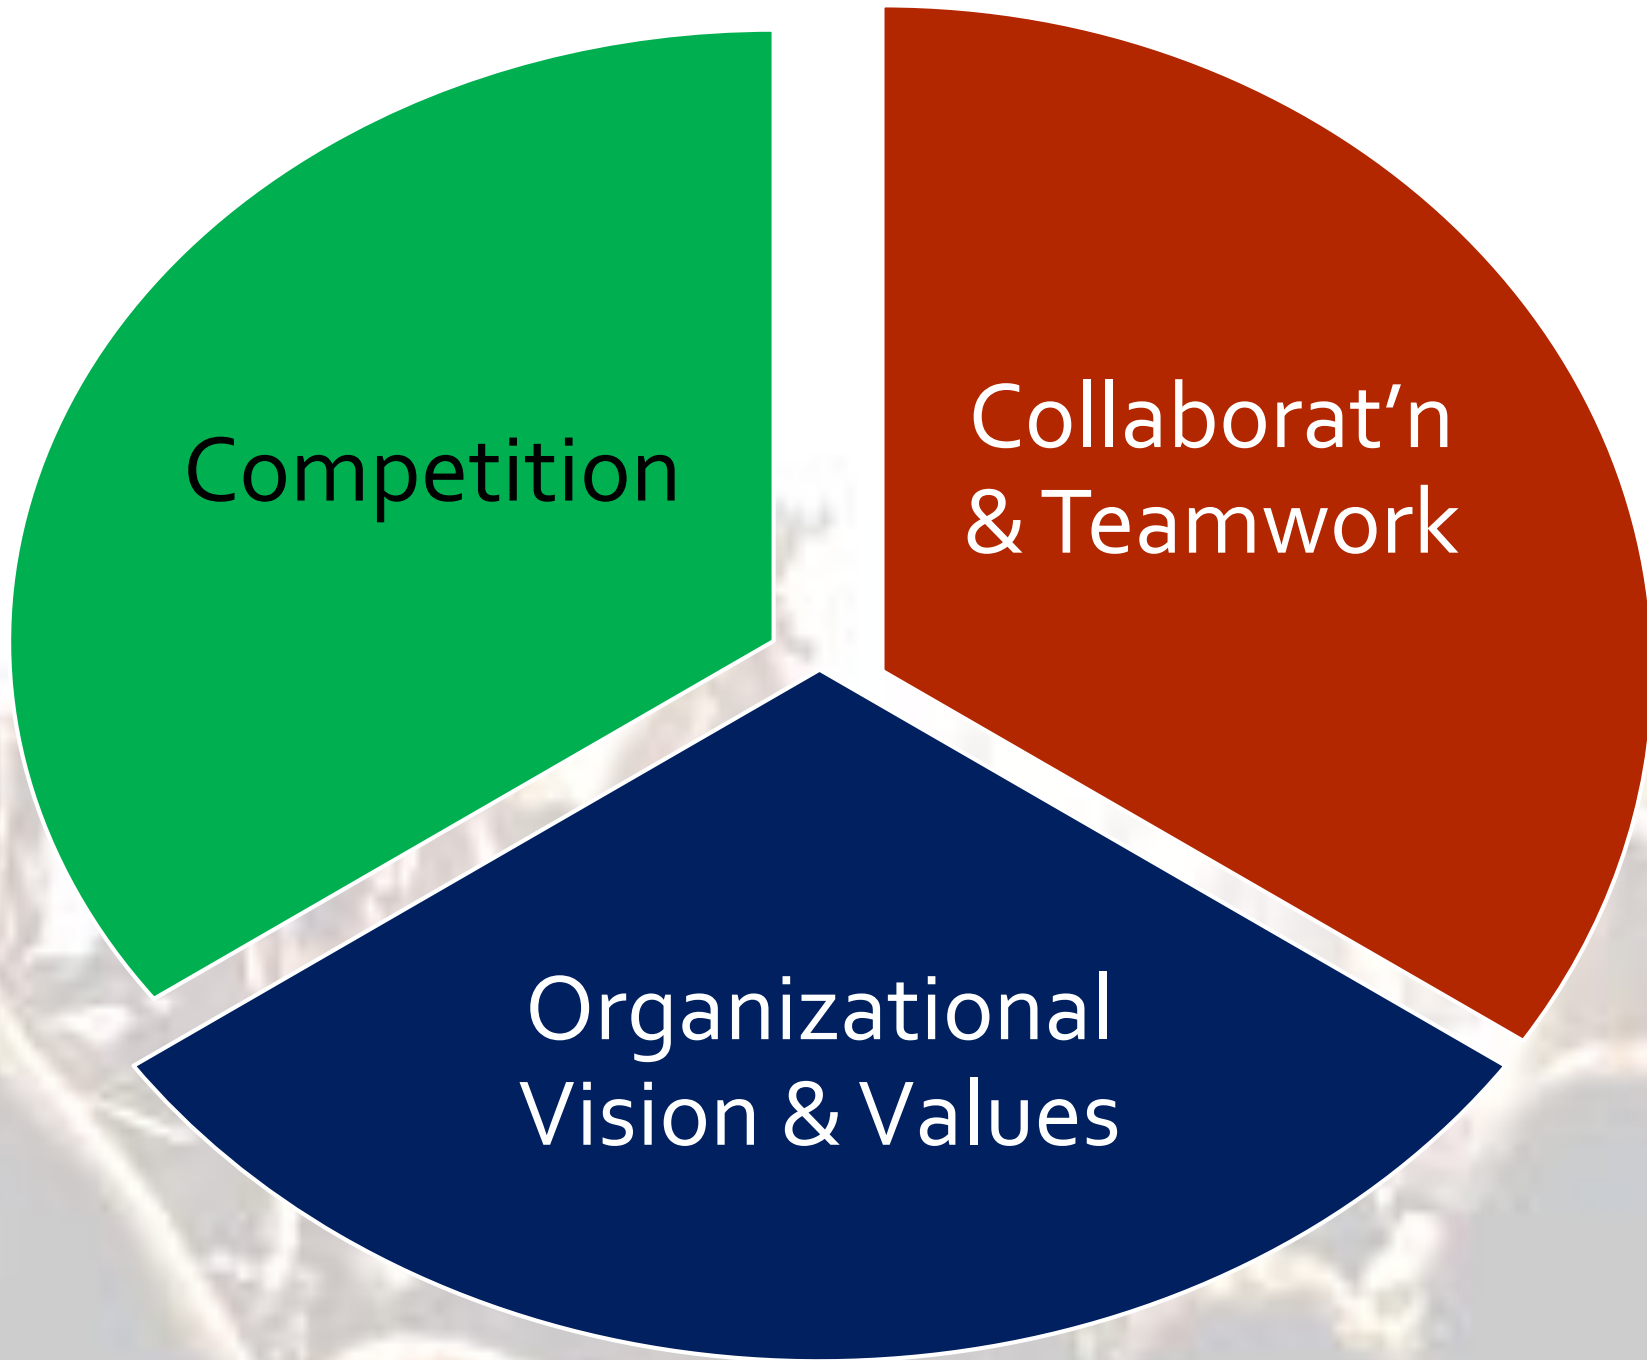 Competition
Collaborat’n
& Teamwork
Organizational
Vision & Values